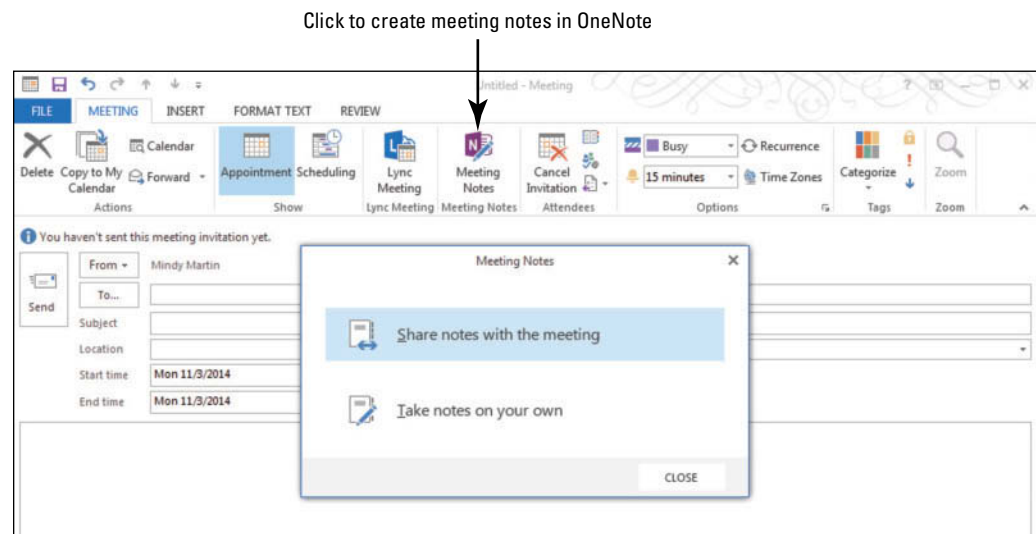 Click to create meeting notes in OneNote
Untitled - Meeting
FILE MEETING INSERT FORMAT TEXT REVIEW
Delete
Copy to My
Calendar
Calendar
Forward
Actions
Appointment
Scheduling
Show
Lync
Meeting
Lync Meeting
Meeting
Notes
Meeting Notes
Cancel
Invitation
Attendees
Busy
15 minutes
Recurrence
Time Zones
Options
Categorize
Tags
Zoom
Zoom
You haven't sent this meeting invitation yet.
Send
From
Mindy Martin
To...
Subject
Location
Start time
Mon 11/3/2014
End time
Mon 11/3/2014
Meeting Notes
Share notes with the meeting
Take notes on your own
CLOSE